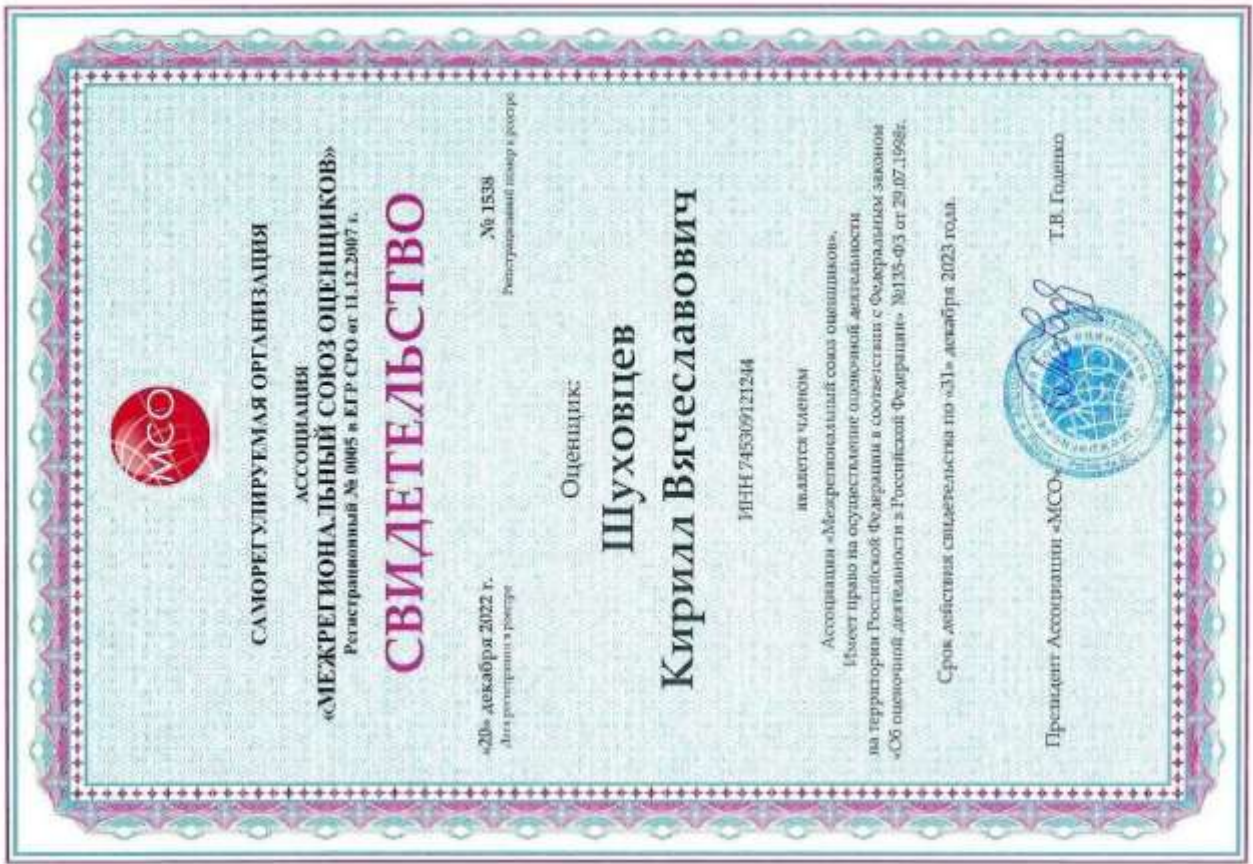 МСО
САМОРЕГУЛИРУЕМАЯ ОРГАНИЗАЦИЯ
АССОЦИАЦИЯ
«МЕЖРЕГИОНАЛЬНЫЙ СОЮЗ ОЦЕНЩИКОВ»
Регистрационный № 0005 в ЕГР СРО от 11.12.2007 г.
СВИДЕТЕЛЬСТВО
«20» декабря 2022 г. № 1538
Дата регистрации в реестре Регистрационный номер в реестре
Оценщик:
Шуховцев
Кирилл Вячеславович
ИНН 745309121244
является членом
Ассоциации «Межрегиональный союз оценщиков».
Имеет право на осуществление оценочной деятельности
на территории Российской Федерации в соответствии с Федеральным законом
«Об оценочной деятельности в Российской Федерации» №135-ФЗ от 29.07.1998г.
Срок действия свидетельства по «31» декабря 2023 года.
Президент Ассоциации «МСО» Т.В. Годенко